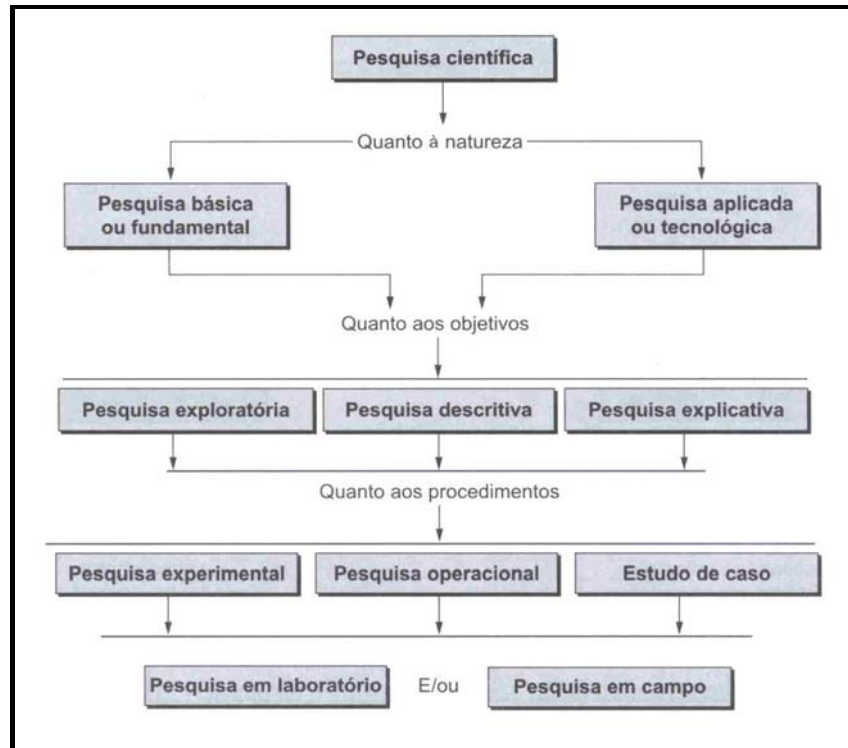 Pesquisa científica
Quanto à natureza
Pesquisa básica
ou fundamental
Pesquisa aplicada
ou tecnológica
Quanto aos objetivos
Pesquisa exploratória
Pesquisa descritiva
Pesquisa explicativa
Quanto aos procedimentos
Pesquisa experimental
Pesquisa operacional
Estudo de caso
Pesquisa em laboratório
E/ou
Pesquisa em campo